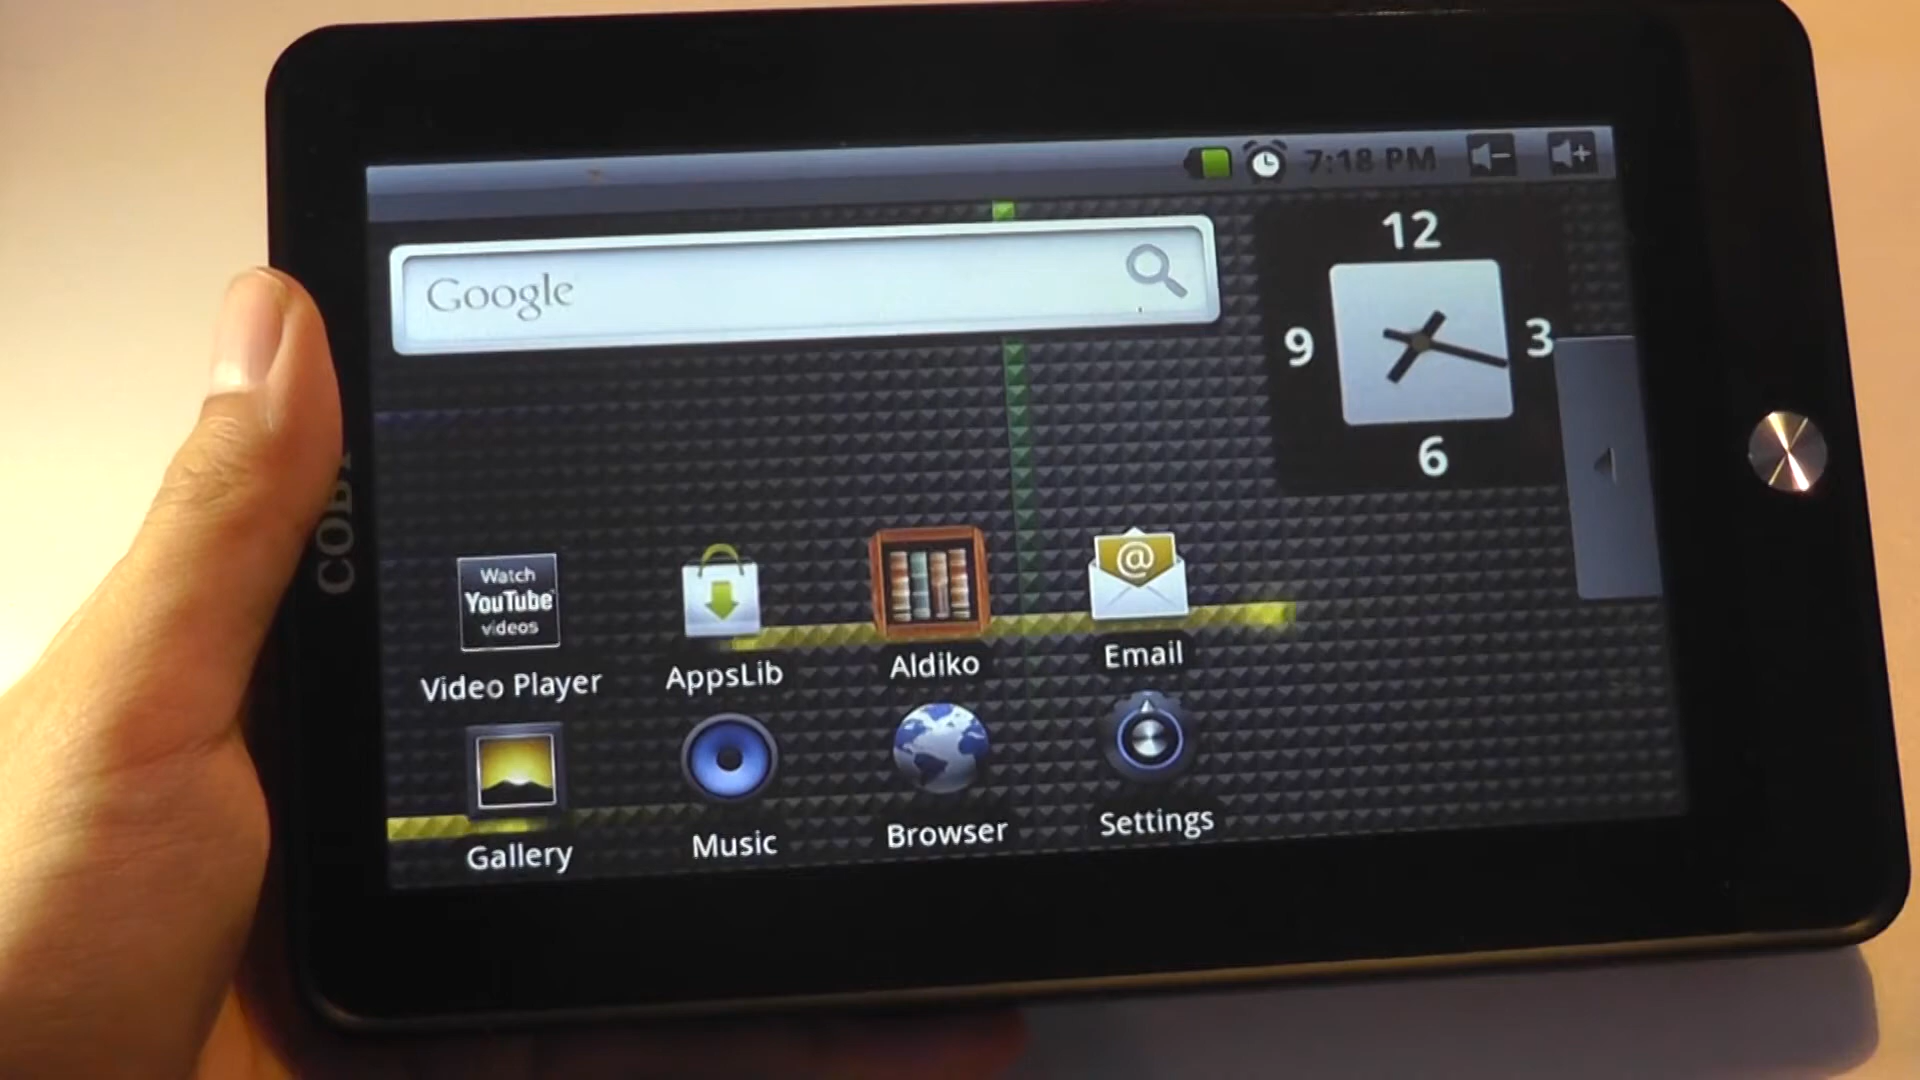 7:18 PM
Google
12
9
3
6
Watch
YouTube
videos
@
Video Player
AppsLib
Aldiko
Email
Gallery
Music
Browser
Settings